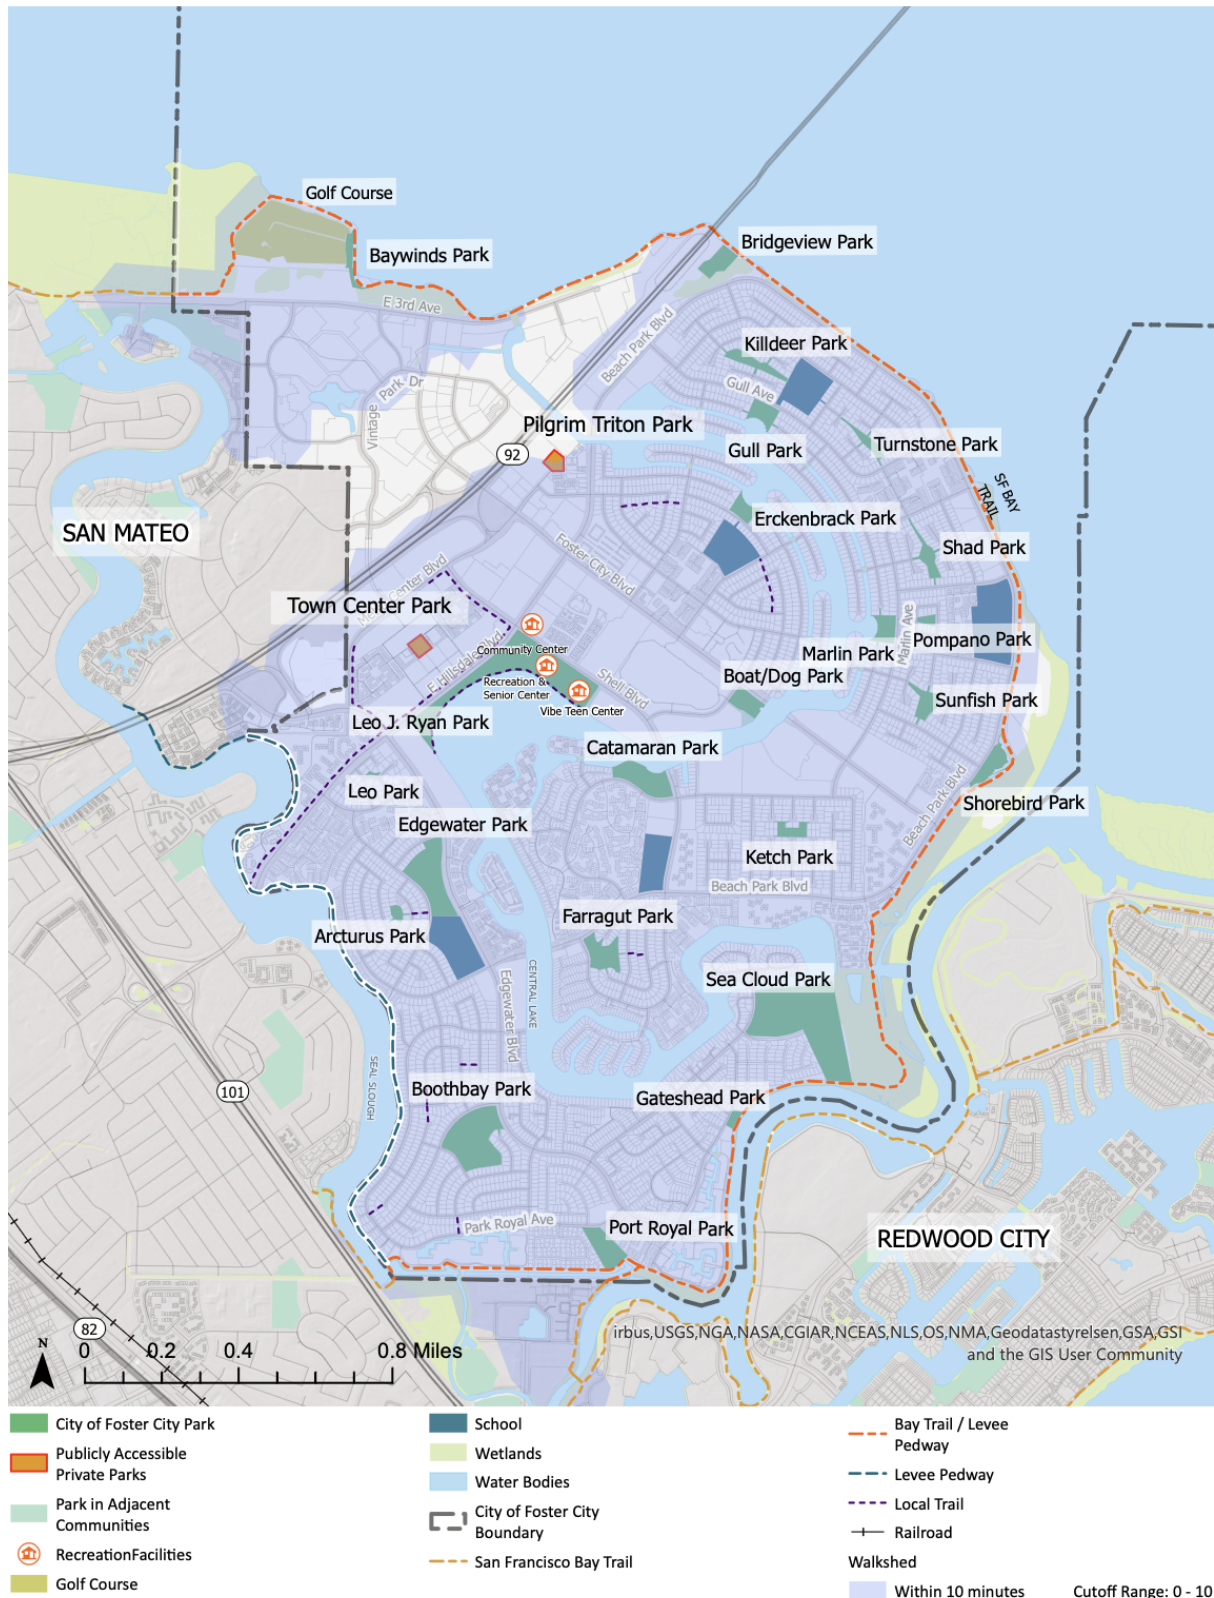 Golf Course
Baywinds Park
Bridgeview Park
E 3rd Ave
Beach Park Blvd
Killdeer Park
Gull Ave
Park Dr
Vintage
Pilgrim Triton Park
92
Gull Park
Turnstone Park
SF BAY
TRAIL
SAN MATEO
Erckenbrack Park
Shad Park
Foster City Blvd
Center Blvd
Town Center Park
Marlin Ave
Pompano Park
Community Center
E Hillsdale Blvd
Marlin Park
Recreation &
Senior Center
Shell Blvd
Boat/Dog Park
Sunfish Park
Vibe Teen Center
Leo J. Ryan Park
Catamaran Park
Leo Park
Beach Park Blvd
Shorebird Park
Edgewater Park
Ketch Park
Beach Park Blvd
Arcturus Park
Farragut Park
CENTRAL LAKE
Sea Cloud Park
Edgewater Blvd
SEAL SLOUGH
101
Boothbay Park
Gateshead Park
Park Royal Ave
Port Royal Park
REDWOOD CITY
82
N
0 0.2 0.4 0.8 Miles
irbus,USGS,NGA,NASA,CGIAR,NCEAS,NLS,OS,NMA,Geodatastyrelsen,GSA,GSI
and the GIS User Community
City of Foster City Park
Publicly Accessible
Private Parks
Park in Adjacent
Communities
RecreationFacilities
Golf Course
School
Wetlands
Water Bodies
City of Foster City
Boundary
San Francisco Bay Trail
Bay Trail / Levee
Pedway
Levee Pedway
Local Trail
Railroad
Walkshed
Within 10 minutes
Cutoff Range: 0 - 10